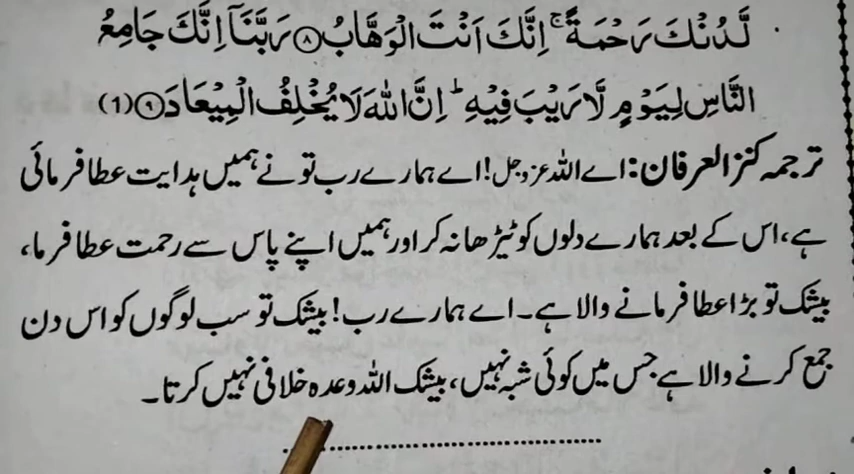 لَّدُنْكَ رَحْمَةً ۚ اِنَّكَ اَنْتَ الْوَهَّابُ ﴿۸﴾ رَبَّنَاۤ اِنَّكَ جَامِعُ
النَّاسِ لِیَوْمٍ لَّا رَیْبَ فِیْهِ ؕ اِنَّ اللّٰهَ لَا یُخْلِفُ الْمِیْعَادَ ﴿۹﴾ (1)
ترجمہ کنزالعرفان: اے اللہ عزوجل! اے ہمارے رب تو نے ہمیں ہدایت عطا فرمائی
ہے، اس کے بعد ہمارے دلوں کو ٹیڑھا نہ کر اور ہمیں اپنے پاس سے رحمت عطا فرما،
بیشک تو بڑا عطا فرمانے والا ہے۔ اے ہمارے رب! بیشک تو سب لوگوں کو اس دن
جمع کرنے والا ہے جس میں کوئی شبہ نہیں، بیشک اللہ وعدہ خلافی نہیں کرتا۔